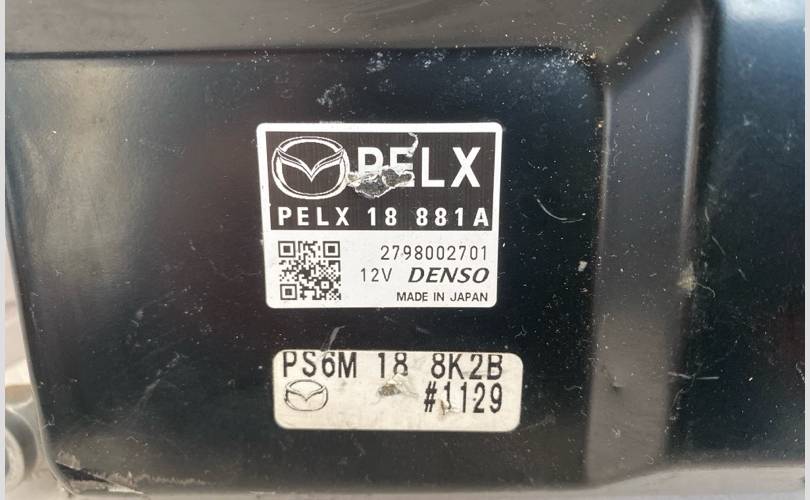 PELX
PELX 18 881A
2798002701
12V DENSO
MADE IN JAPAN
PS6M 18 8K2B
#1129